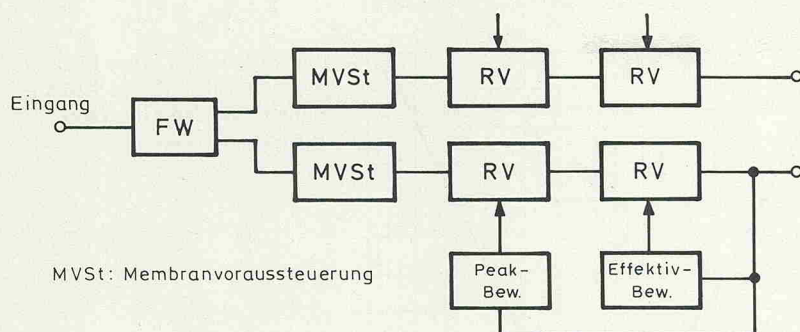 MVSt
RV
RV
Eingang
FW
MVSt
RV
RV
MVSt: Membranvoraussteuerung
Peak-
Bew.
Effektiv-
Bew.